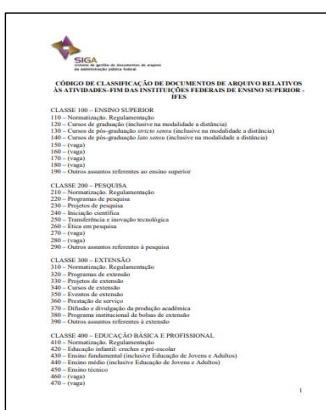 SIGA
sistema de gestão de documentos de arquivo
da administração pública federal
CÓDIGO DE CLASSIFICAÇÃO DE DOCUMENTOS DE ARQUIVO RELATIVOS
ÀS ATIVIDADES-FIM DAS INSTITUIÇÕES FEDERAIS DE ENSINO SUPERIOR -
IFES
CLASSE 100 – ENSINO SUPERIOR
110 – Normatização. Regulamentação
120 – Cursos de graduação (inclusive na modalidade a distância)
130 – Cursos de pós-graduação stricto sensu (inclusive na modalidade a distância)
140 – Cursos de pós-graduação lato sensu (inclusive na modalidade a distância)
150 – (vaga)
160 – (vaga)
170 – (vaga)
180 – (vaga)
190 – Outros assuntos referentes ao ensino superior
CLASSE 200 – PESQUISA
210 – Normatização. Regulamentação
220 – Programas de pesquisa
230 – Projetos de pesquisa
240 – Iniciação científica
250 – Transferência e inovação tecnológica
260 – Ética em pesquisa
270 – (vaga)
280 – (vaga)
290 – Outros assuntos referentes à pesquisa
CLASSE 300 – EXTENSÃO
310 – Normatização. Regulamentação
320 – Programas de extensão
330 – Projetos de extensão
340 – Cursos de extensão
350 – Eventos de extensão
360 – Prestação de serviço
370 – Difusão e divulgação da produção acadêmica
380 – Programa institucional de bolsas de extensão
390 – Outros assuntos referentes à extensão
CLASSE 400 – EDUCAÇÃO BÁSICA E PROFISSIONAL
410 – Normatização. Regulamentação
420 – Educação infantil: creches e pré-escolar
430 – Ensino fundamental (inclusive Educação de Jovens e Adultos)
440 – Ensino médio (inclusive Educação de Jovens e Adultos)
450 – Ensino técnico
460 – (vaga)
470 – (vaga)
1